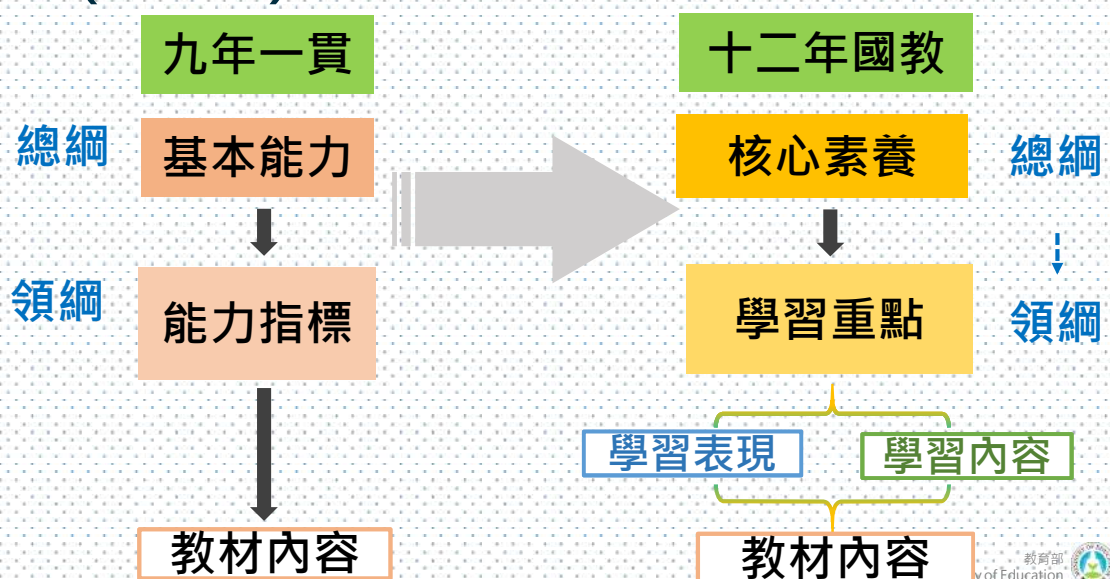 九年一貫
十二年國教
總綱
基本能力
核心素養
總綱
領綱
能力指標
學習重點
領綱
學習表現
學習內容
教材內容
教材內容
教育部
y of Education